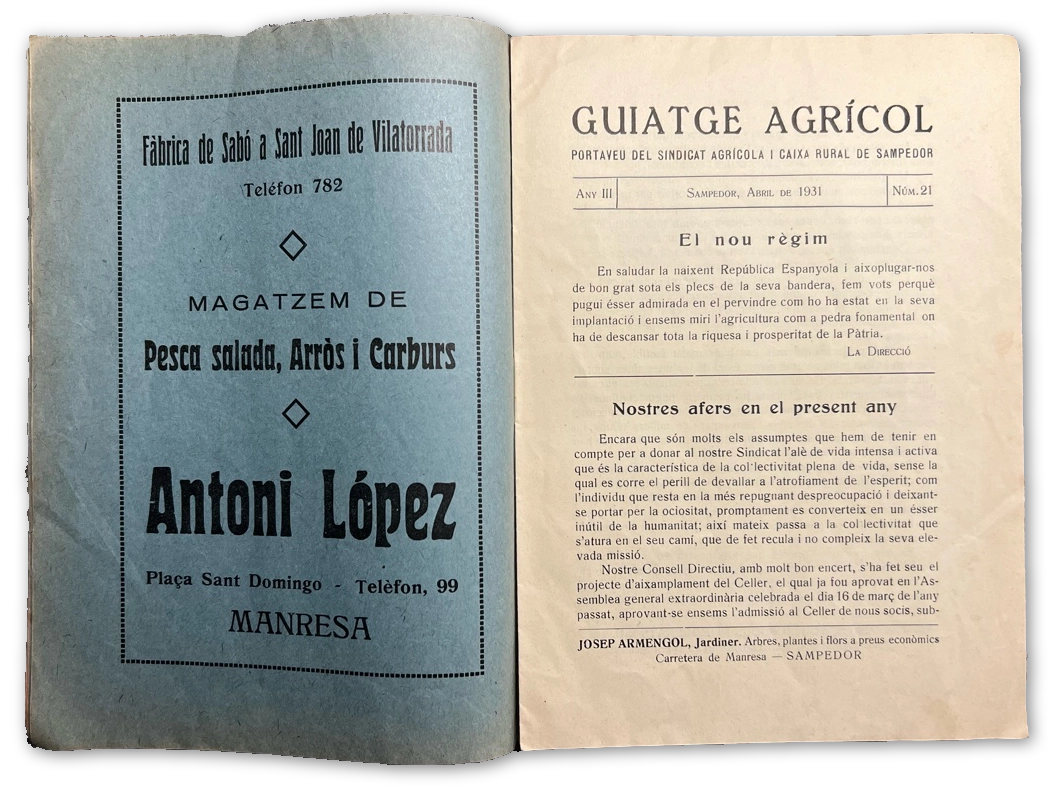 Fàbrica de Sabó a Sant Joan de Vilatorrada
Teléfon 782
MAGATZEM DE
Pesca salada, Arròs i Carburs
Antoni López
Plaça Sant Domingo - Telèfon, 99
MANRESA
GUIATGE AGRÍCOL
PORTAVEU DEL SINDICAT AGRÍCOLA I CAIXA RURAL DE SAMPEDOR
ANY III
SAMPEDOR, ABRIL DE 1931
NÚM. 21
El nou règim
En saludar la naixent República Espanyola i aixoplugar-nos
de bon grat sota els plecs de la seva bandera, fem vots perquè
pugui ésser admirada en el pervindre com ho ha estat en la seva
implantació i ensems miri l'agricultura com a pedra fonamental on
ha de descansar tota la riquesa i prosperitat de la Pàtria.
LA DIRECCIÓ
Nostres afers en el present any
Encara que són molts els assumptes que hem de tenir en
compte per a donar al nostre Sindicat l'alè de vida intensa i activa
que és la característica de la col·lectivitat plena de vida, sense la
qual es corre el perill de devallar a l'atrofiament de l'esperit; com
l'individu que resta en la més repugnant despreocupació i deixant-
se portar per la ociositat, promptament es converteix en un ésser
inútil de la humanitat; així mateix passa a la col lectivitat que
s'atura en el seu camí, que de fet recula i no compleix la seva ele-
vada missió.
Nostre Consell Directiu, amb molt bon encert, s'ha fet seu el
projecte d'aixamplament del Celler, el qual ja fou aprovat en l'As-
semblea general extraordinària celebrada el dia 16 de març de l'any
passat, aprovant-se ensems l'admissió al Celler de nous socis, sub-
JOSEP ARMENGOL, Jardiner. Arbres, plantes i flors a preus econòmics
Carretera de Manresa — SAMPEDOR